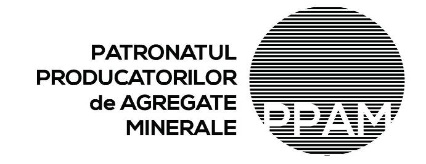 PATRONATUL
PRODUCATORILOR
de AGREGATE
MINERALE
PPAM